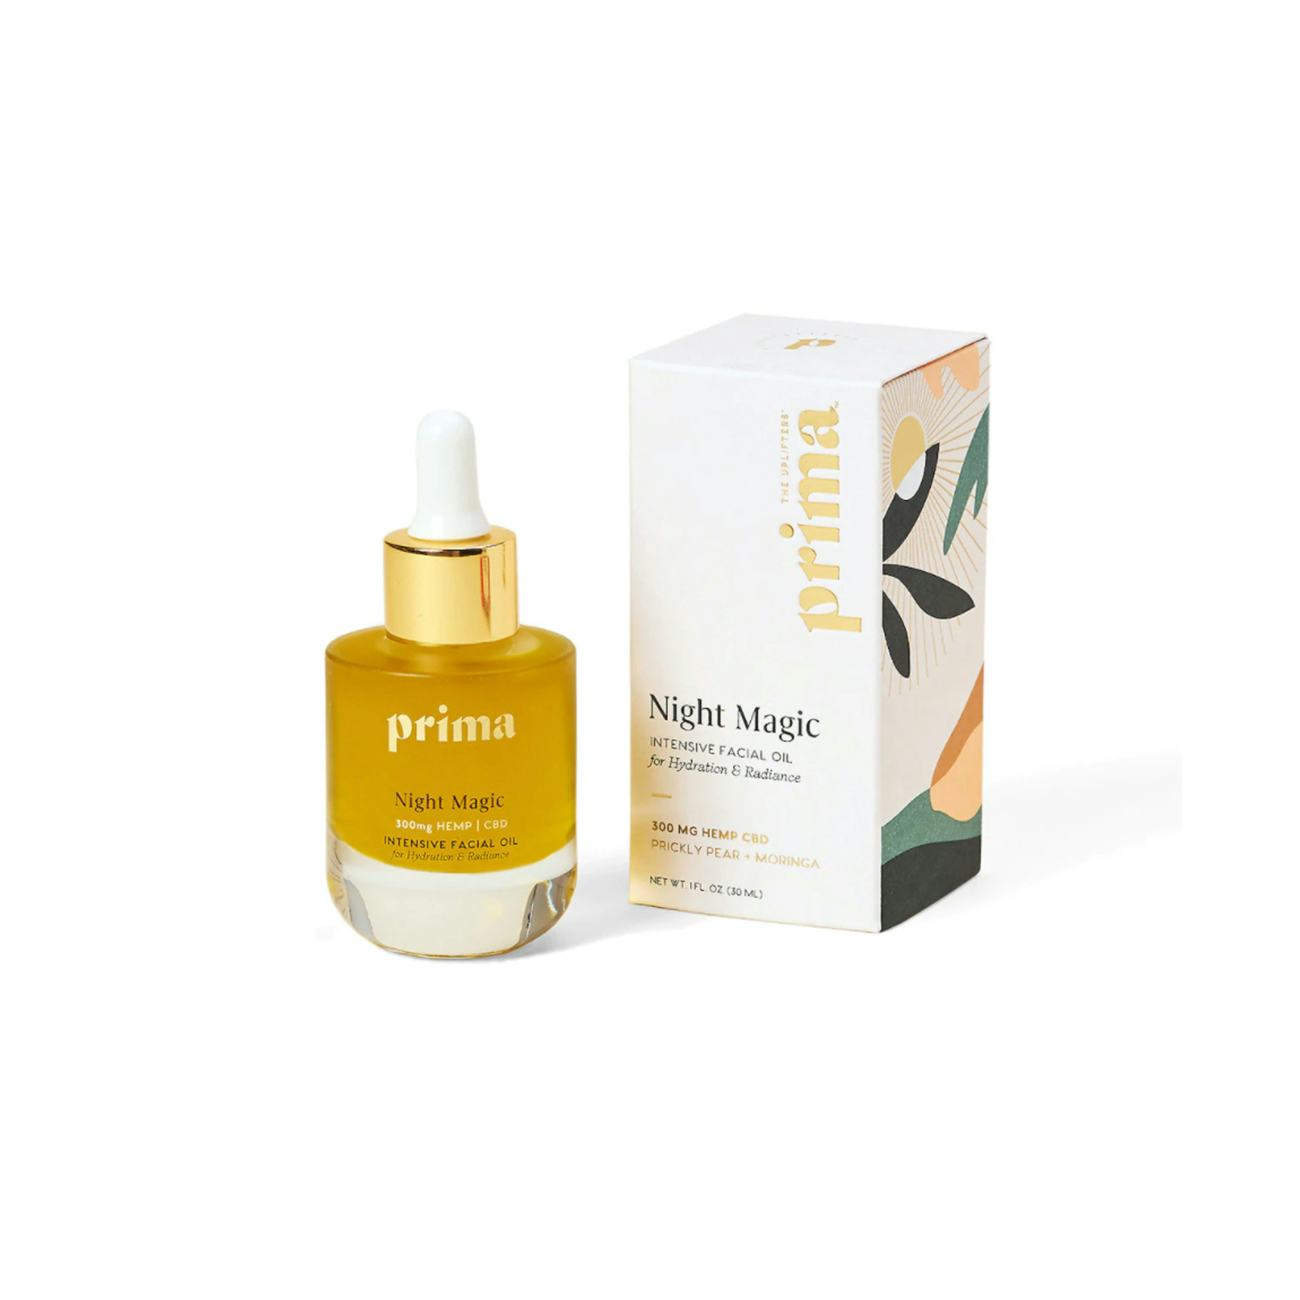 prima
Night Magic
300mg HEMP | CBD
INTENSIVE FACIAL OIL
for Hydration & Radiance
p
THE UPLIFTERS'
prima™
Night Magic
INTENSIVE FACIAL OIL
for Hydration & Radiance
300 MG HEMP CBD
PRICKLY PEAR + MORINGA
NET WT. 1 FL. OZ. (30 ML)